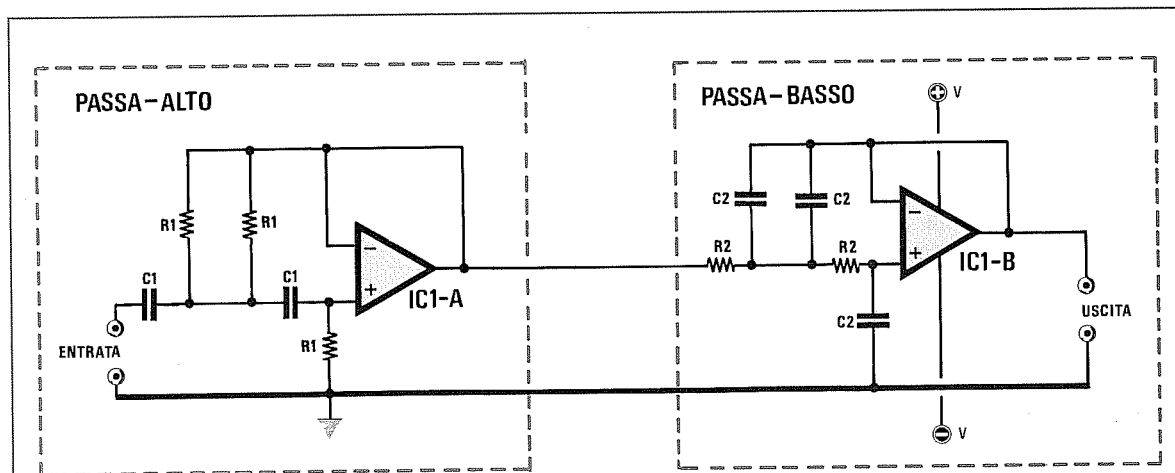 PASSA-ALTO
R1
R1
C1
C1
R1
IC1-A
ENTRATA
PASSA-BASSO
V
C2
C2
R2
R2
C2
IC1-B
USCITA
V